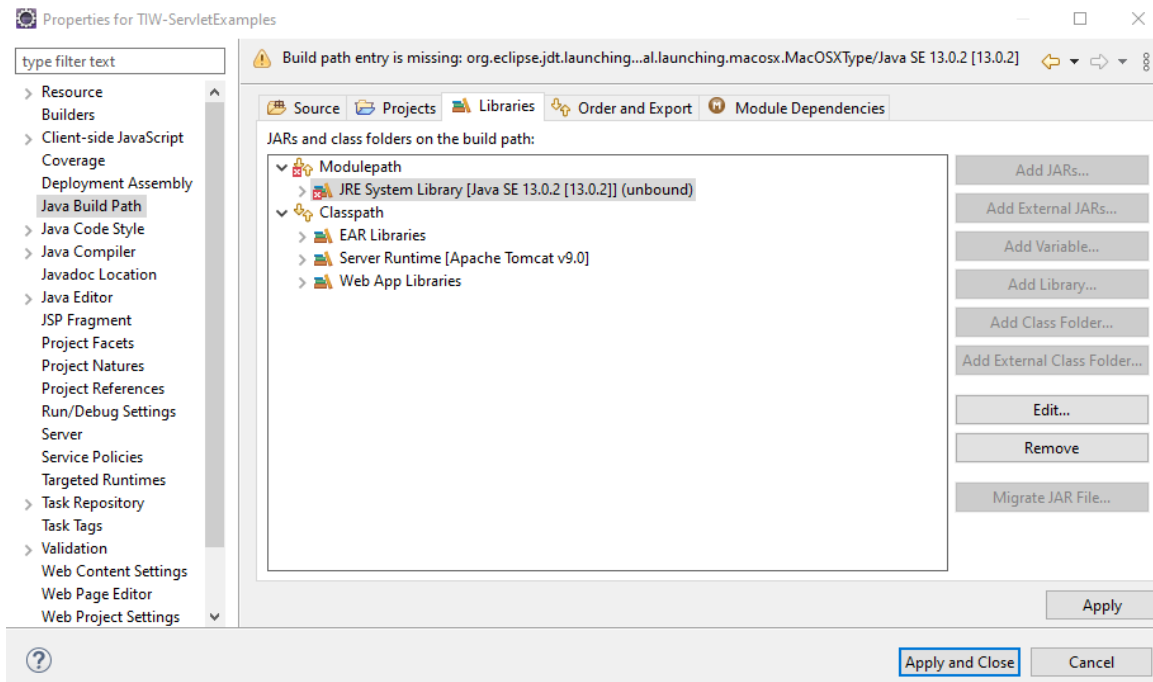 Properties for TIW-ServletExamples
type filter text
Resource
Builders
Client-side JavaScript
Coverage
Deployment Assembly
Java Build Path
Java Code Style
Java Compiler
Javadoc Location
Java Editor
JSP Fragment
Project Facets
Project Natures
Project References
Run/Debug Settings
Server
Service Policies
Targeted Runtimes
Task Repository
Task Tags
Validation
Web Content Settings
Web Page Editor
Web Project Settings
Build path entry is missing: org.eclipse.jdt.launching...al.launching.macosx.MacOSXType/Java SE 13.0.2 [13.0.2]
Source Projects Libraries Order and Export Module Dependencies
JARs and class folders on the build path:
Modulepath
JRE System Library [Java SE 13.0.2 [13.0.2]] (unbound)
Classpath
EAR Libraries
Server Runtime [Apache Tomcat v9.0]
Web App Libraries
Add JARs...
Add External JARs...
Add Variable...
Add Library...
Add Class Folder...
Add External Class Folder...
Edit...
Remove
Migrate JAR File...
Apply
Apply and Close Cancel